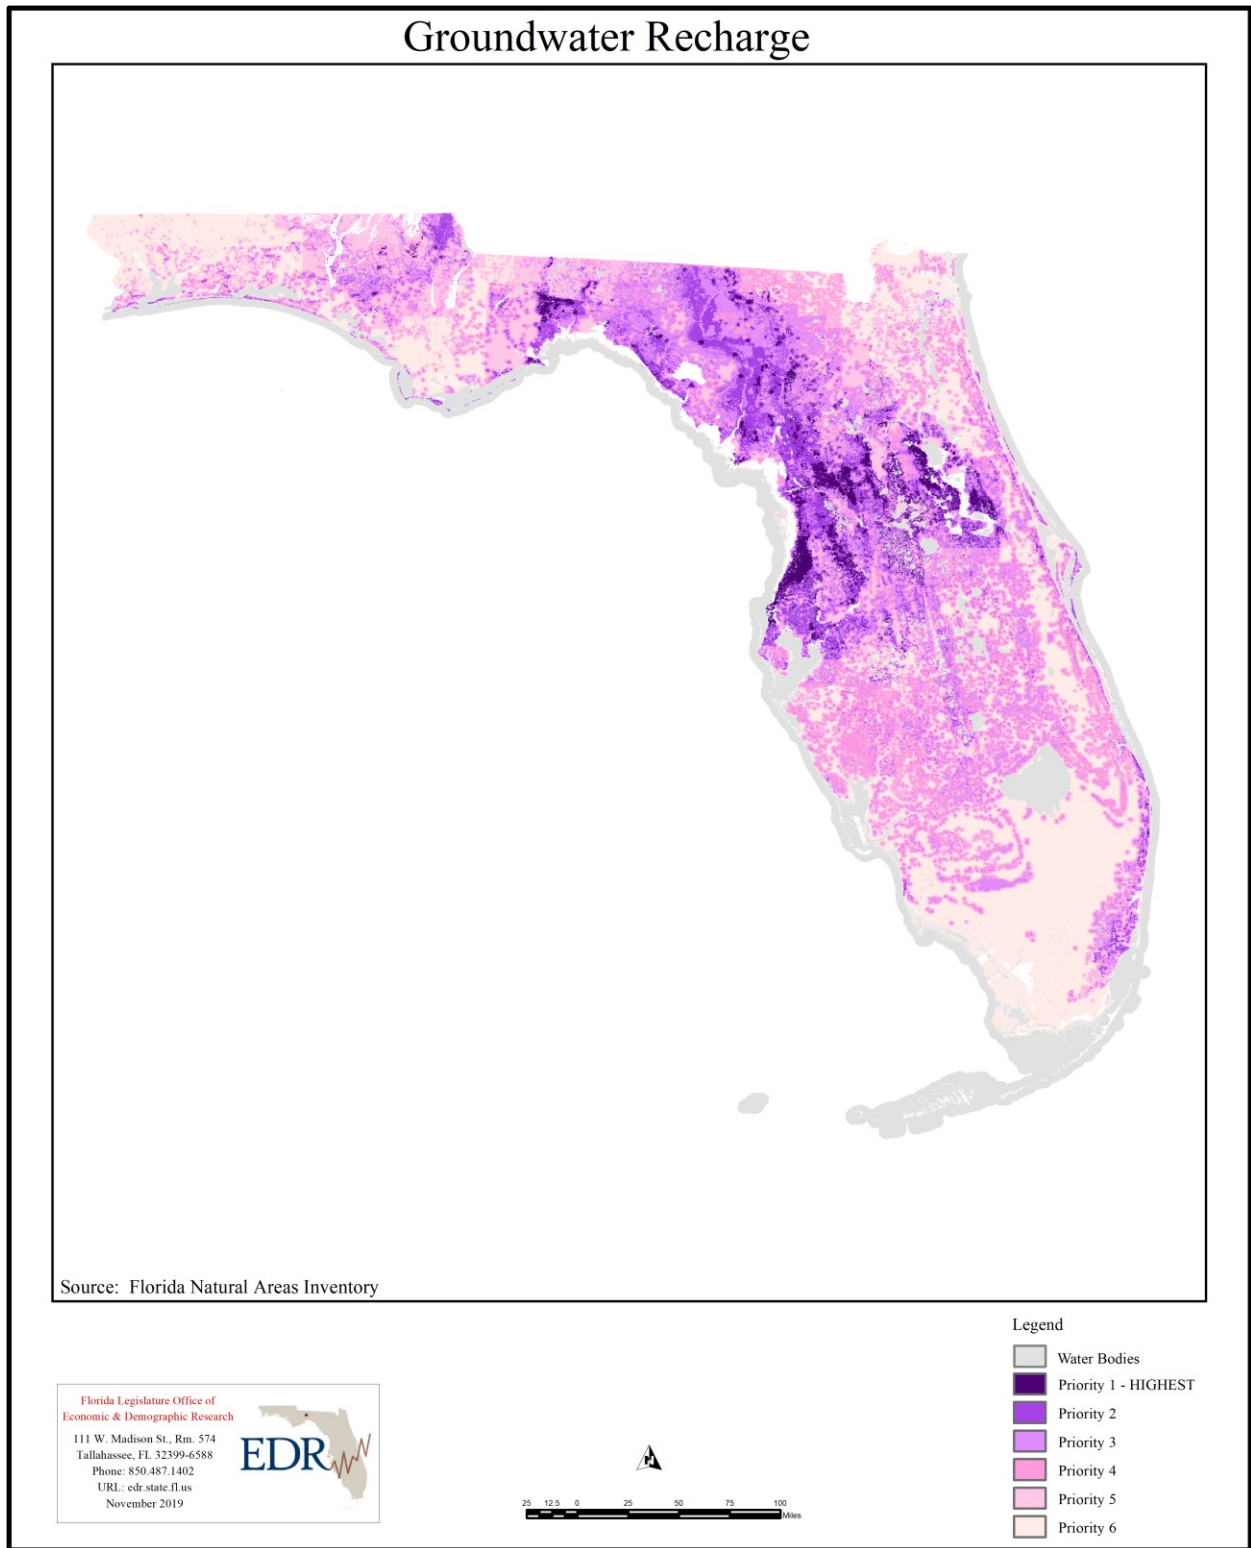 Groundwater Recharge
Source: Florida Natural Areas Inventory
Legend
Water Bodies
Priority 1 - HIGHEST
Priority 2
Priority 3
Priority 4
Priority 5
Priority 6
Florida Legislature Office of
Economic & Demographic Research
111 W. Madison St., Rm. 574
Tallahassee, FL 32399-6588
Phone: 850.487.1402
URL: edr.state.fl.us
November 2019
EDR
25 12.5 0 25 50 75 100
Miles